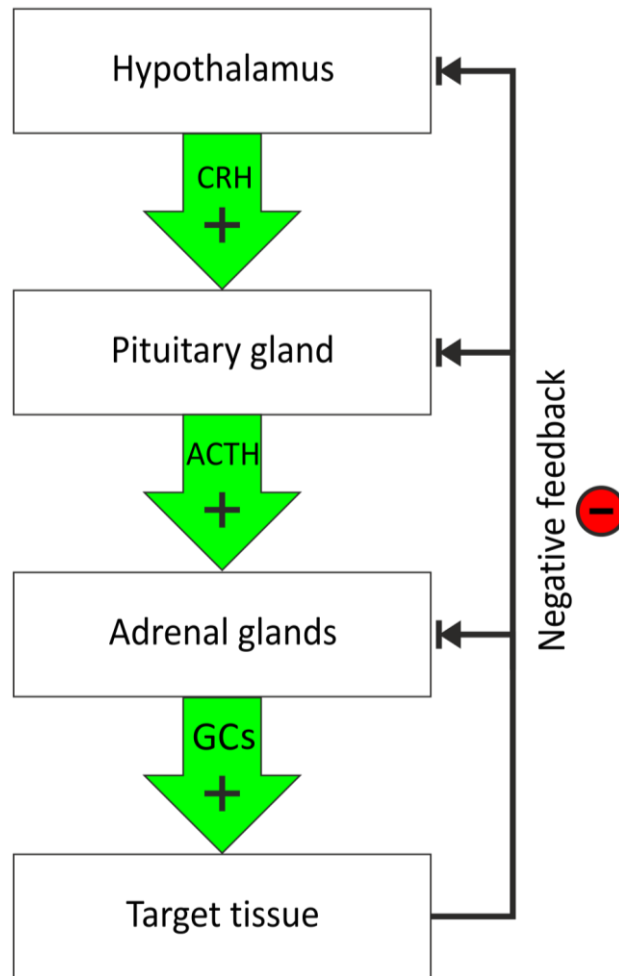 Hypothalamus
CRH
+
Pituitary gland
ACTH
+
Adrenal glands
GCs
+
Target tissue
Negative feedback
-